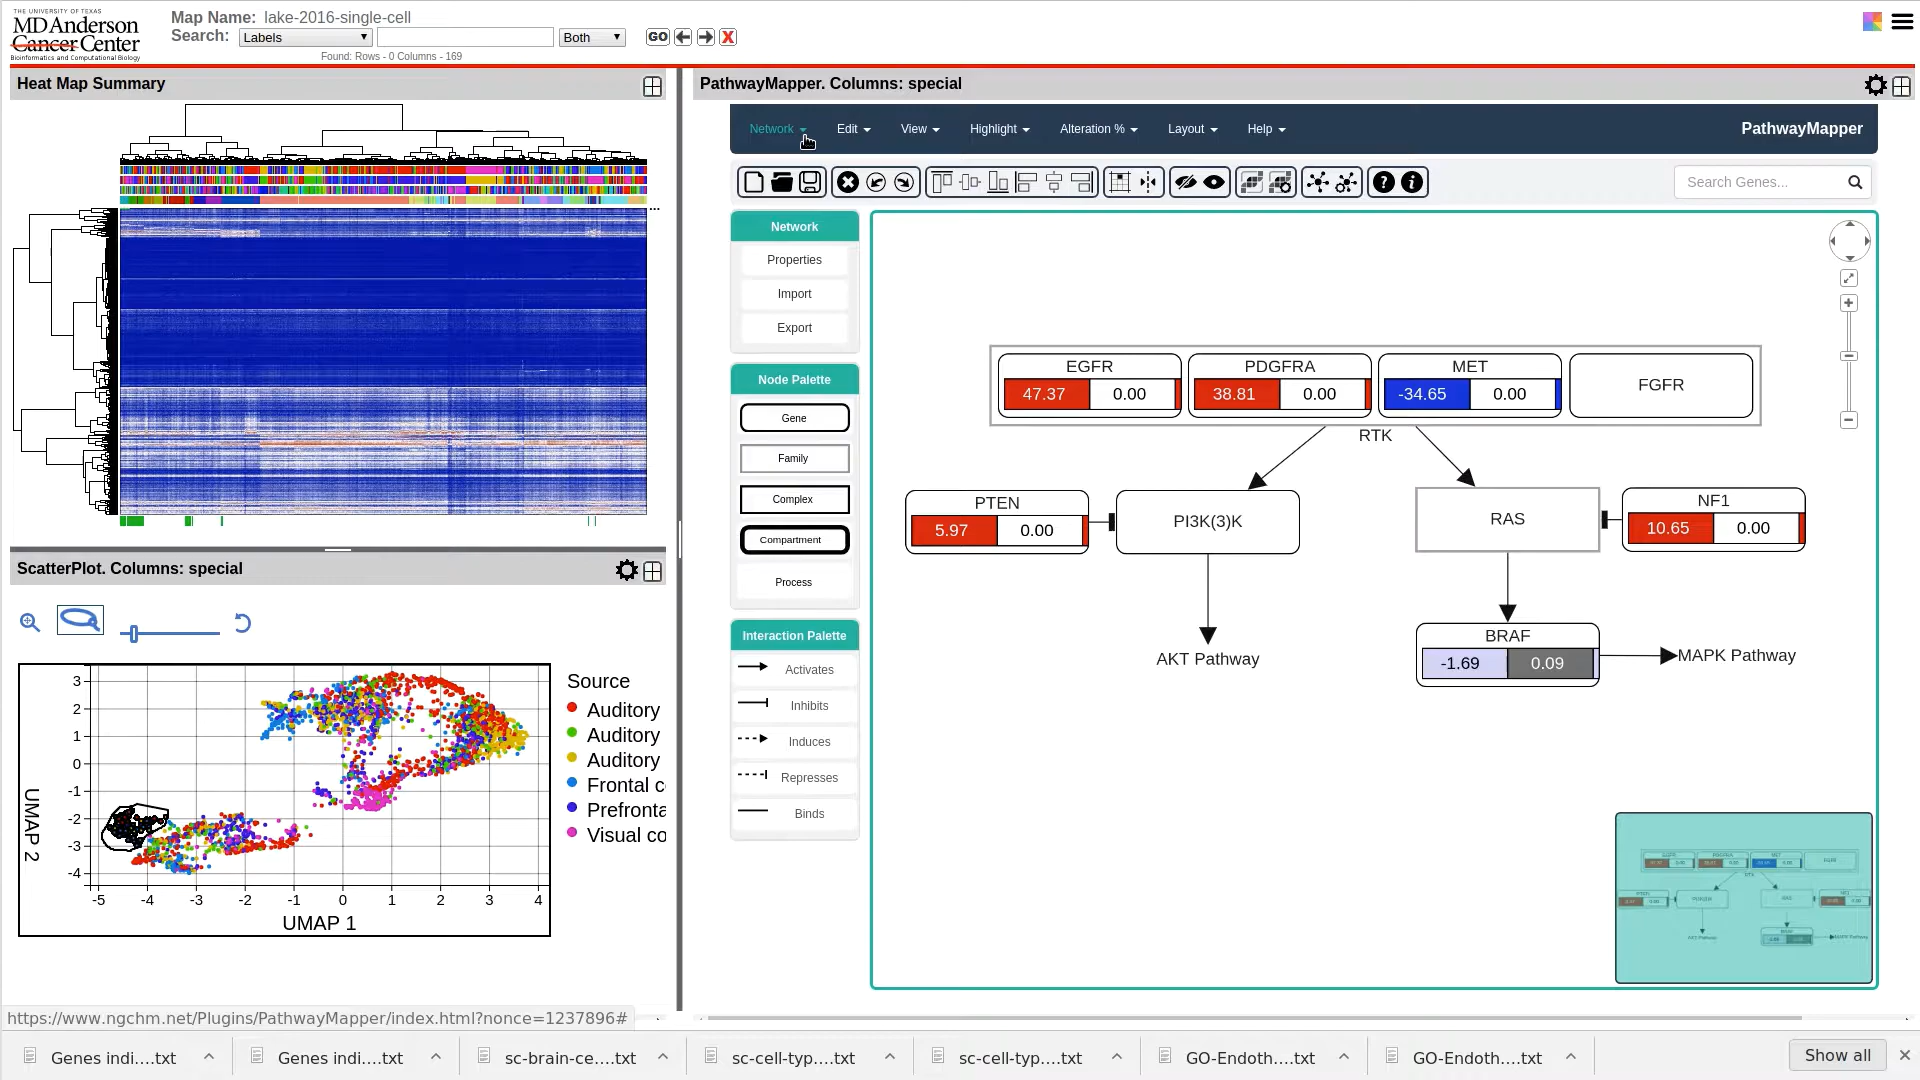 THE UNIVERSITY OF TEXAS
MD Anderson
Cancer Center
Bioinformatics and Computational Biology
Map Name: lake-2016-single-cell
Search: Labels Both GO X
Found: Rows - 0 Columns - 169
Heat Map Summary
...
ScatterPlot. Columns: special
3
2
1
0
-1
-2
-3
-4
UMAP 2
-5 -4 -3 -2 -1 0 1 2 3 4
UMAP 1
Source
Auditory
Auditory
Auditory
Frontal c
Prefronta
Visual co
PathwayMapper. Columns: special
Network Edit View Highlight Alteration % Layout Help PathwayMapper
Search Genes...
Network
Properties
Import
Export
Node Palette
Gene
Family
Complex
Compartment
Process
Interaction Palette
Activates
Inhibits
Induces
Represses
Binds
EGFR
47.37 0.00
PDGFRA
38.81 0.00
MET
-34.65 0.00
FGFR
RTK
PTEN
5.97 0.00
PI3K(3)K
RAS
NF1
10.65 0.00
AKT Pathway
BRAF
-1.69 0.09
MAPK Pathway
https://www.ngchm.net/Plugins/PathwayMapper/index.html?nonce=1237896#
Genes indi....txt
Genes indi....txt
sc-brain-ce....txt
sc-cell-typ....txt
sc-cell-typ....txt
GO-Endoth....txt
GO-Endoth....txt
Show all